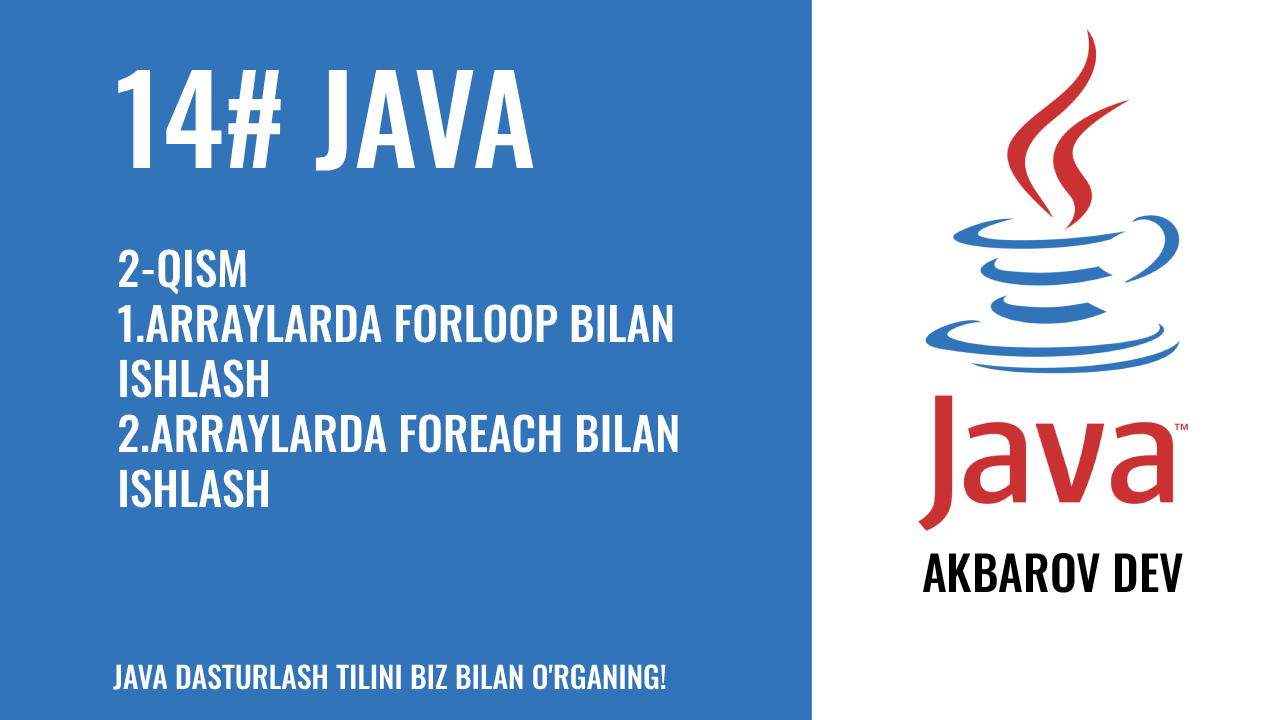 14# JAVA
2-QISM
1.ARRAYLARDA FORLOOP BILAN
ISHLASH
2.ARRAYLARDA FOREACH BILAN
ISHLASH
JAVA DASTURLASH TILINI BIZ BILAN O'RGANING!
Java™
AKBAROV DEV